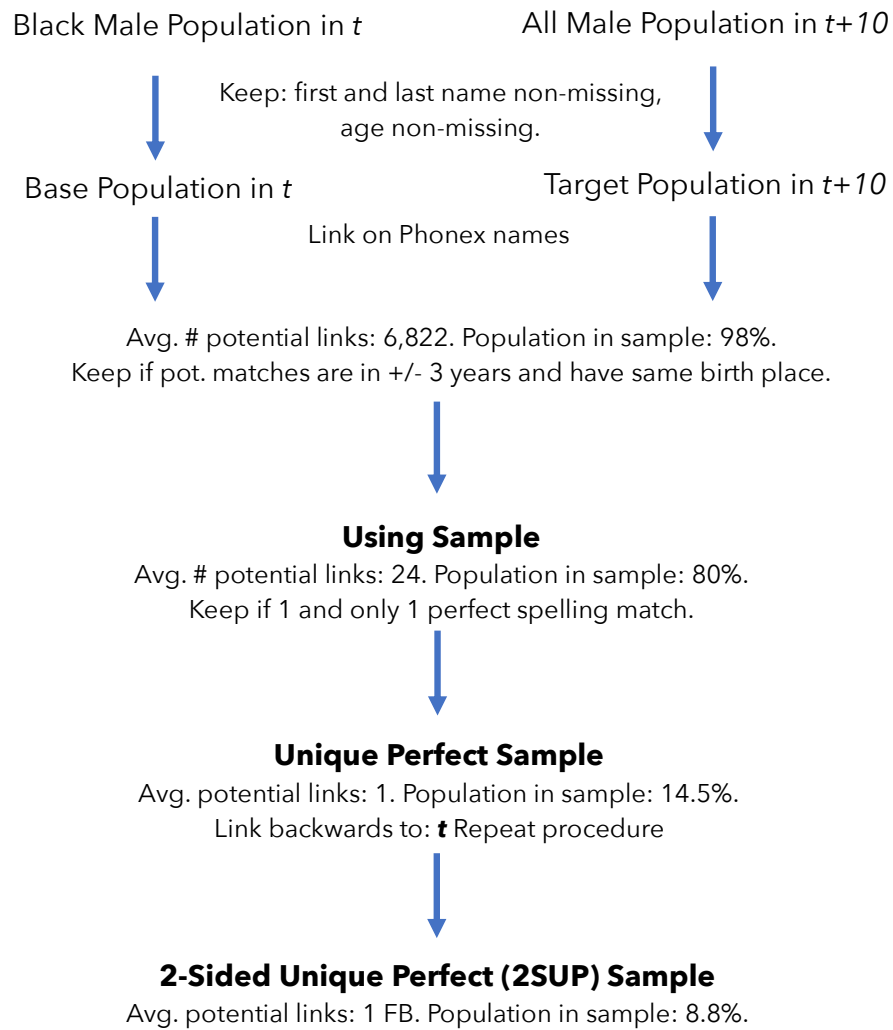 Black Male Population in t
All Male Population in t+10
Keep: first and last name non-missing,
age non-missing.
Base Population in t
Target Population in t+10
Link on Phonex names
Avg. # potential links: 6,822. Population in sample: 98%.
Keep if pot. matches are in +/- 3 years and have same birth place.
Using Sample
Avg. # potential links: 24. Population in sample: 80%.
Keep if 1 and only 1 perfect spelling match.
Unique Perfect Sample
Avg. potential links: 1. Population in sample: 14.5%.
Link backwards to: t Repeat procedure
2-Sided Unique Perfect (2SUP) Sample
Avg. potential links: 1 FB. Population in sample: 8.8%.